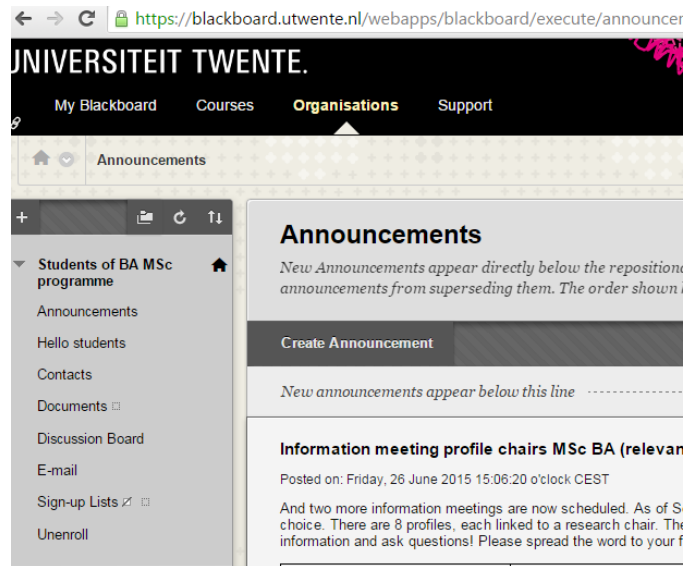 https://blackboard.utwente.nl/webapps/blackboard/execute/announcer
UNIVERSITEIT TWENTE.
My Blackboard Courses Organisations Support
Announcements
Students of BA MSc
programme
Announcements
Hello students
Contacts
Documents
Discussion Board
E-mail
Sign-up Lists
Unenroll
Announcements
New Announcements appear directly below the repositiona
announcements from superseding them. The order shown
Create Announcement
New announcements appear below this line
Information meeting profile chairs MSc BA (relevan
Posted on: Friday, 26 June 2015 15:06:20 o'clock CEST
And two more information meetings are now scheduled. As of S
choice. There are 8 profiles, each linked to a research chair. The
information and ask questions! Please spread the word to your f